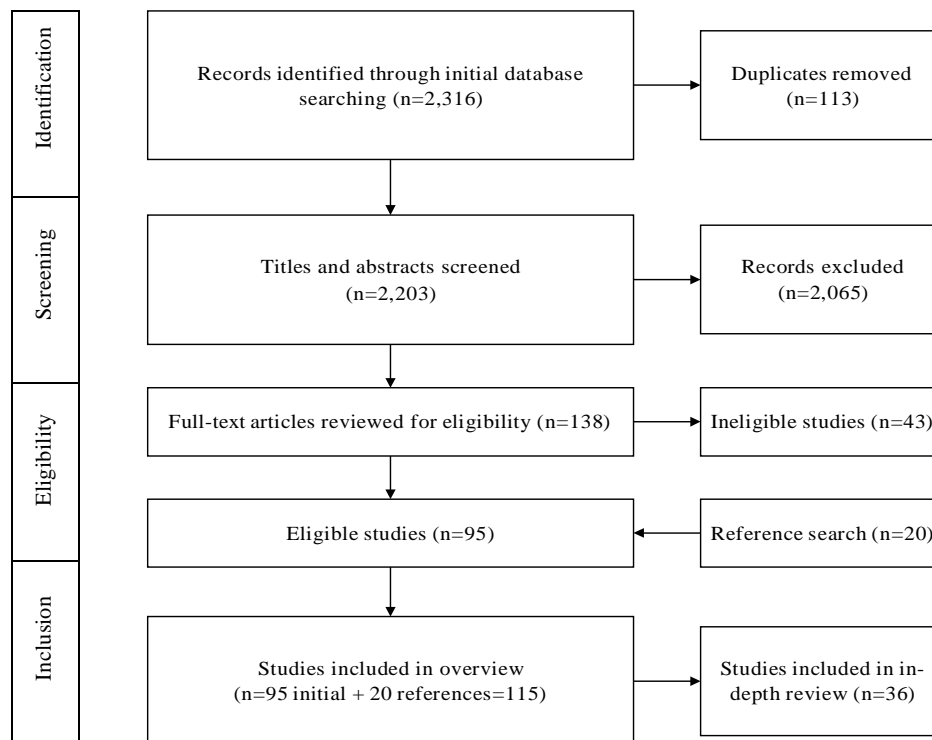 Identification
Records identified through initial database
searching (n=2,316)
Duplicates removed
(n=113)
Screening
Titles and abstracts screened
(n=2,203)
Records excluded
(n=2,065)
Eligibility
Full-text articles reviewed for eligibility (n=138)
Ineligible studies (n=43)
Eligible studies (n=95)
Reference search (n=20)
Inclusion
Studies included in overview
(n=95 initial + 20 references=115)
Studies included in in-
depth review (n=36)